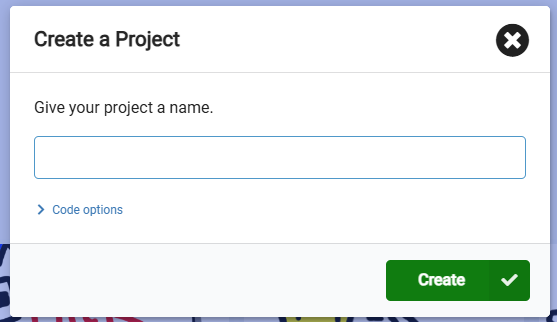 Create a Project
Give your project a name.
Code options
Create